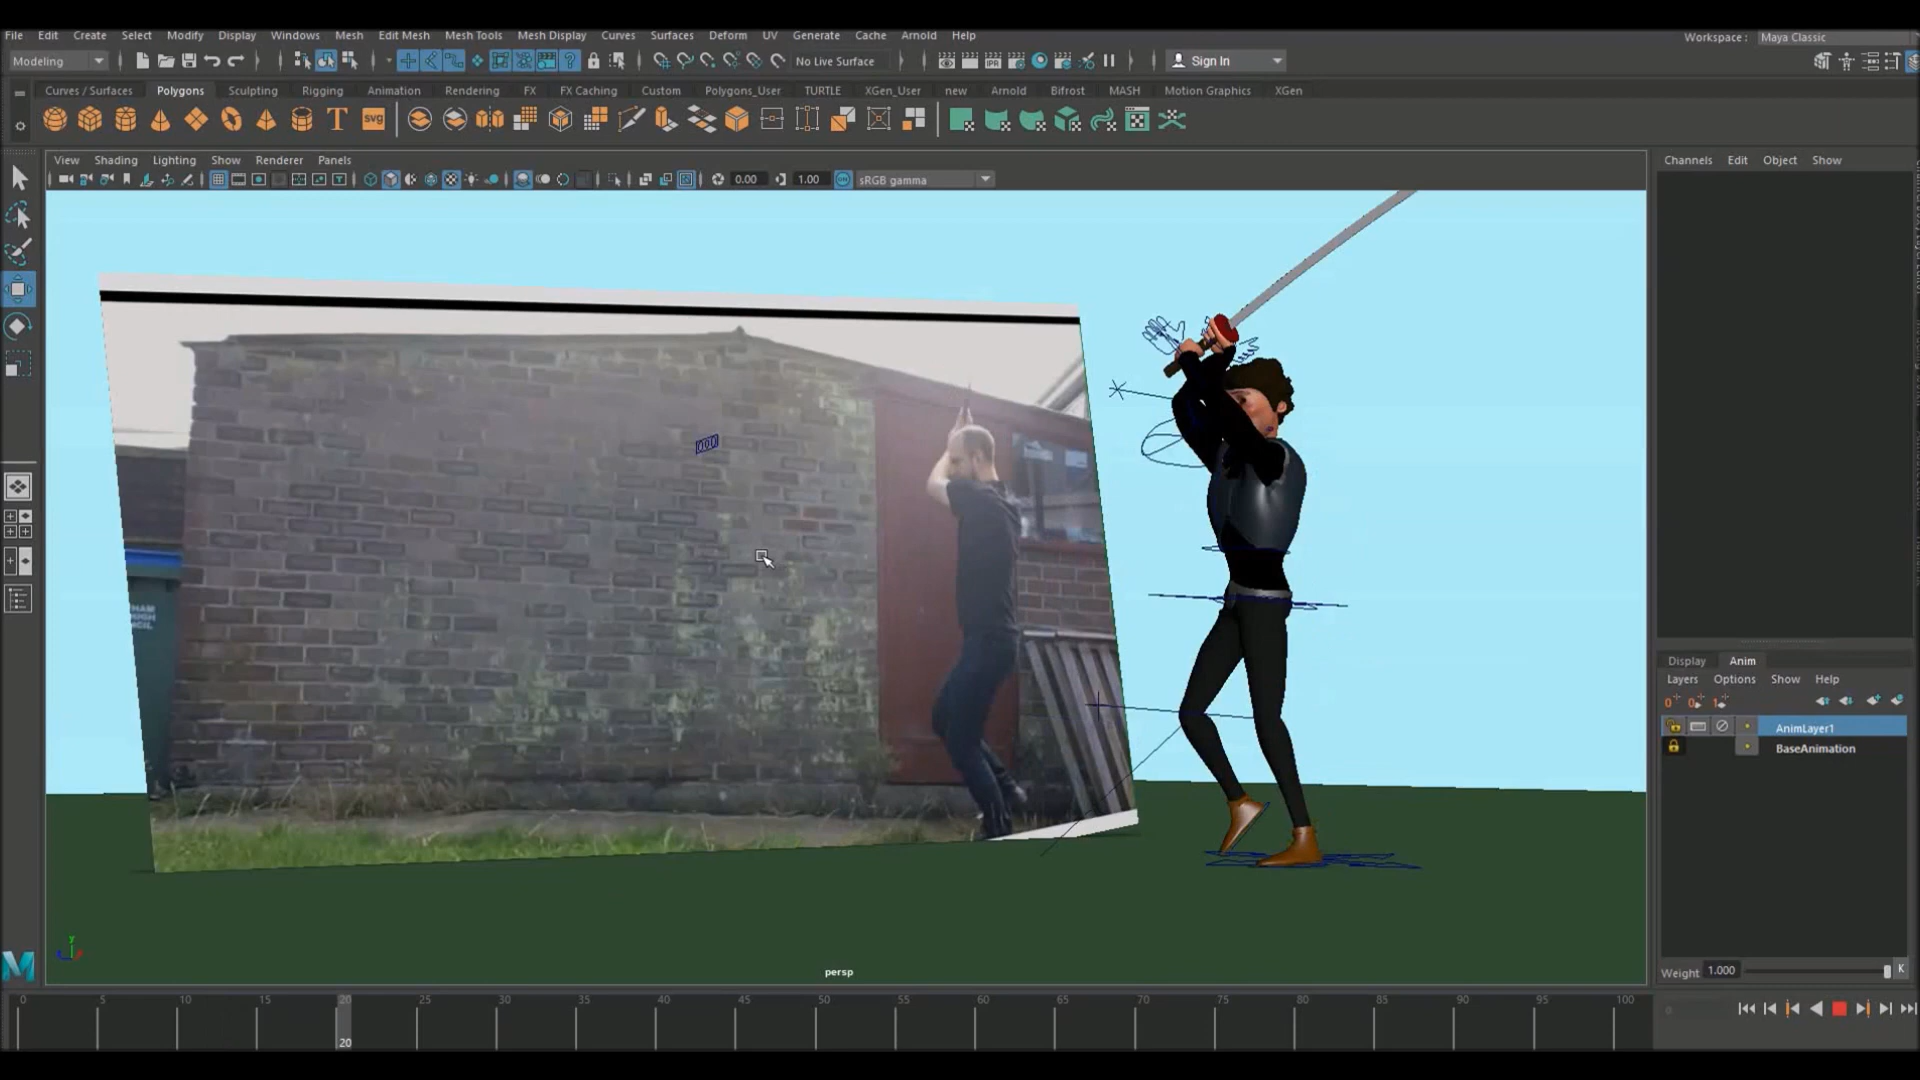 File Edit Create Select Modify Display Windows Mesh Edit Mesh Mesh Tools Mesh Display Curves Surfaces Deform UV Generate Cache Arnold Help
Workspace : Maya Classic
Modeling
No Live Surface
Sign In
Curves / Surfaces Polygons Sculpting Rigging Animation Rendering FX FX Caching Custom Polygons_User TURTLE XGen_User new Arnold Bifrost MASH Motion Graphics XGen
T svg
IPR
View Shading Lighting Show Renderer Panels
0.00 1.00 sRGB gamma
Channels Edit Object Show
persp
Display Anim
Layers Options Show Help
AnimLayer1
BaseAnimation
Weight 1.000 K
0 5 10 15 20 25 30 35 40 45 50 55 60 65 70 75 80 85 90 95 100
20